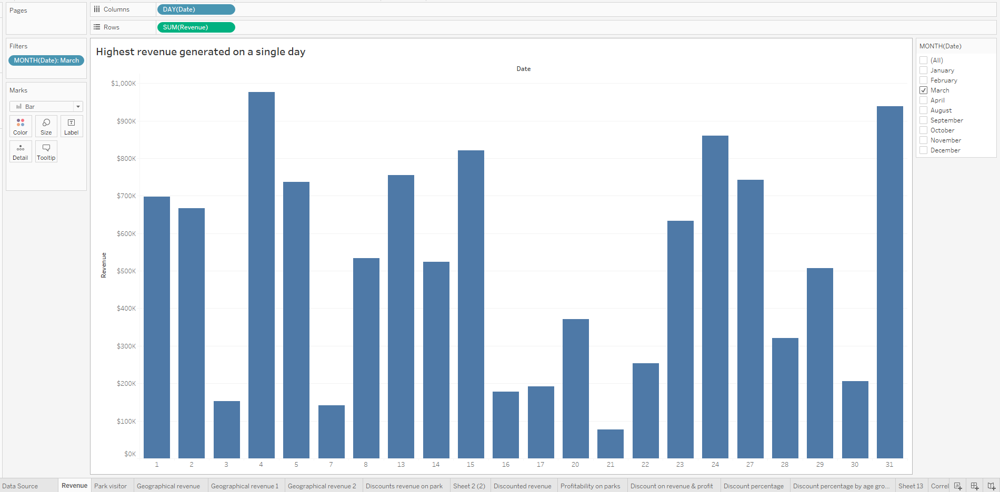 Pages
Columns
DAY(Date)
Rows
SUM(Revenue)
Filters
MONTH(Date): March
Marks
Bar
Color
Size
Label
Detail
Tooltip
Highest revenue generated on a single day
Date
$1,000K
$900K
$800K
$700K
$600K
$500K
$400K
$300K
$200K
$100K
$0K
Revenue
1 2 3 4 5 7 8 13 14 15 16 17 20 21 22 23 24 27 28 29 30 31
MONTH(Date)
(All)
January
February
March
April
August
September
October
November
December
Data Source Revenue Park visitor Geographical revenue Geographical revenue 1 Geographical revenue 2 Discounts revenue on park Sheet 2 (2) Discounted revenue Profitability on parks Discount on revenue & profit Discount percentage Discount percentage by age gro... Sheet 13 Correl